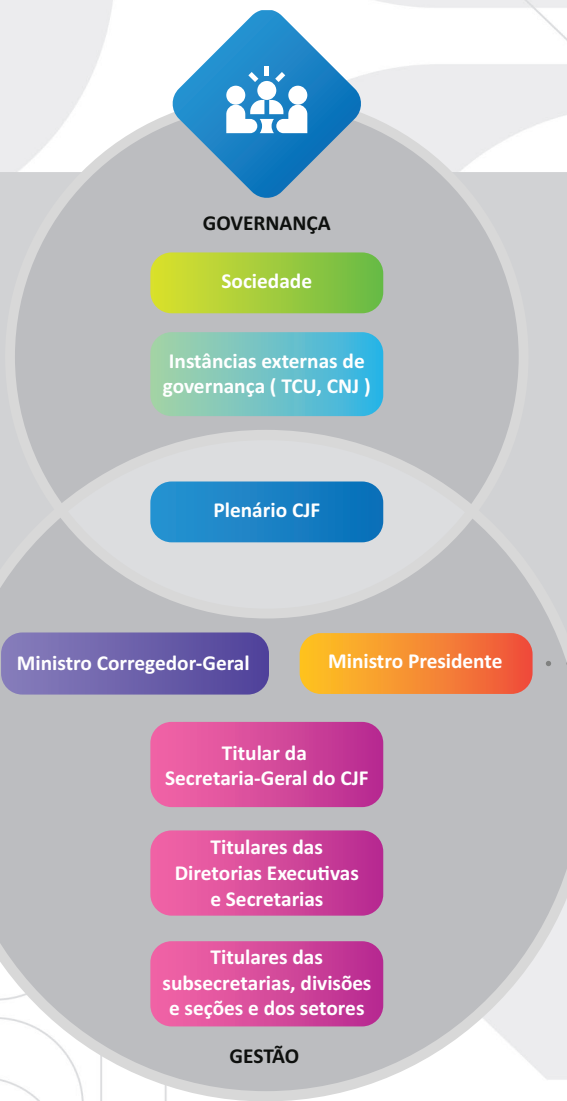 GOVERNANÇA
Sociedade
Instâncias externas de
governança ( TCU, CNJ )
Plenário CJF
Ministro Corregedor-Geral
Ministro Presidente
Titular da
Secretaria-Geral do CJF
Titulares das
Diretorias Executivas
e Secretarias
Titulares das
subsecretarias, divisões
e seções e dos setores
GESTÃO